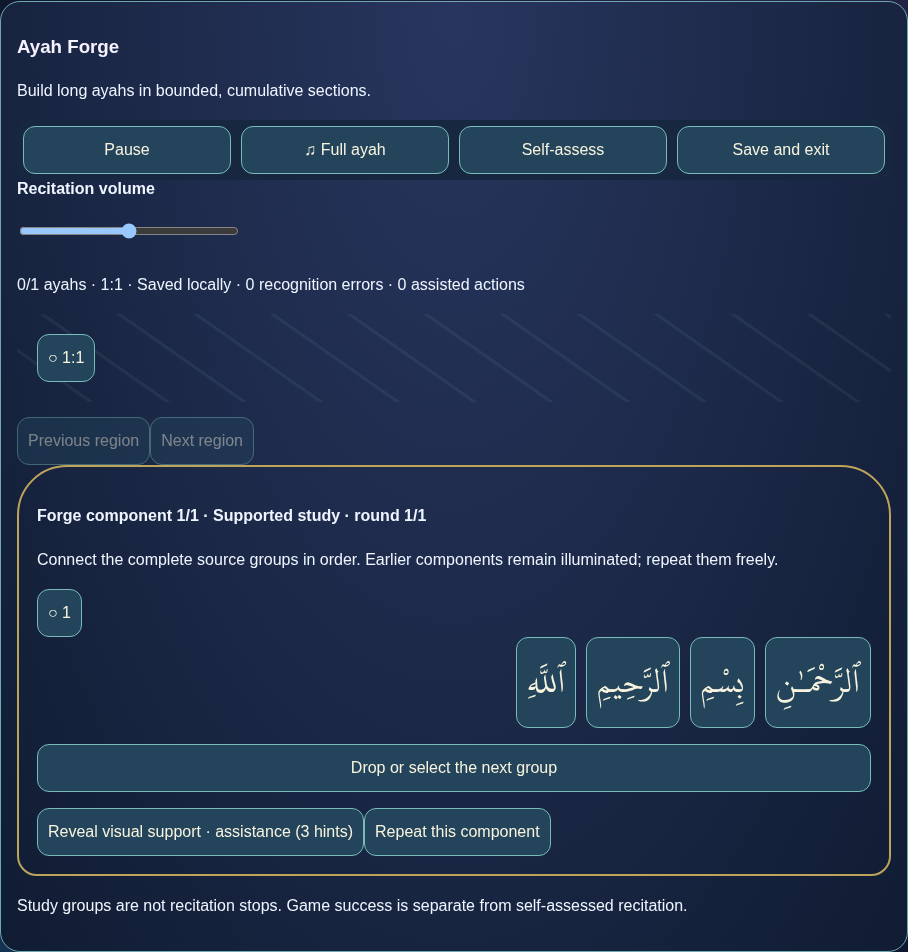 Ayah Forge
Build long ayahs in bounded, cumulative sections.
Pause
♫ Full ayah
Self-assess
Save and exit
Recitation volume
0/1 ayahs · 1:1 · Saved locally · 0 recognition errors · 0 assisted actions
○ 1:1
Previous region
Next region
Forge component 1/1 · Supported study · round 1/1
Connect the complete source groups in order. Earlier components remain illuminated; repeat them freely.
○ 1
ٱلرَّحْمَـٰنِ
بِسْمِ
ٱلرَّحِيمِ
ٱللَّهِ
Drop or select the next group
Reveal visual support · assistance (3 hints)
Repeat this component
Study groups are not recitation stops. Game success is separate from self-assessed recitation.